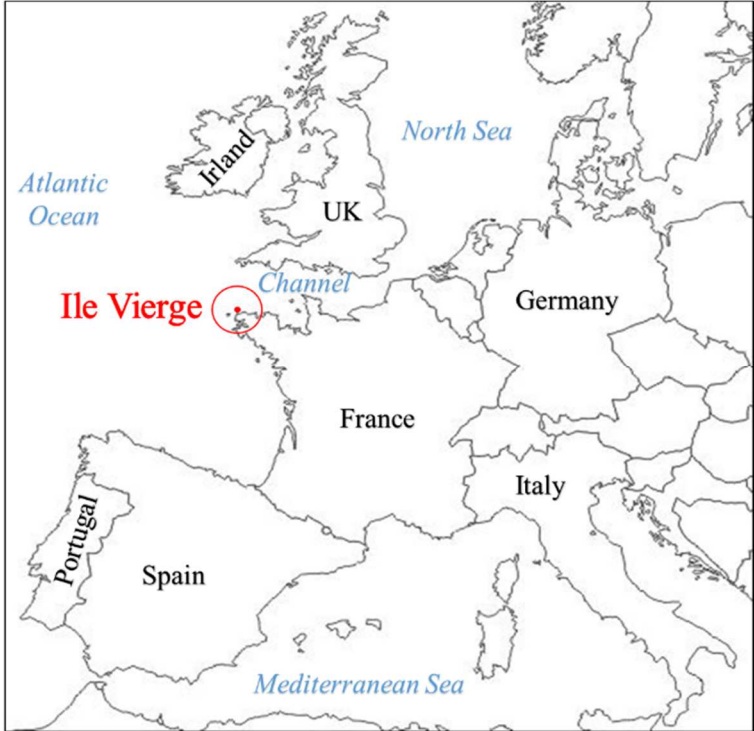 North Sea
Irland
Atlantic
Ocean
UK
Channel
Ile Vierge
Germany
France
Italy
Portugal
Spain
Mediterranean Sea